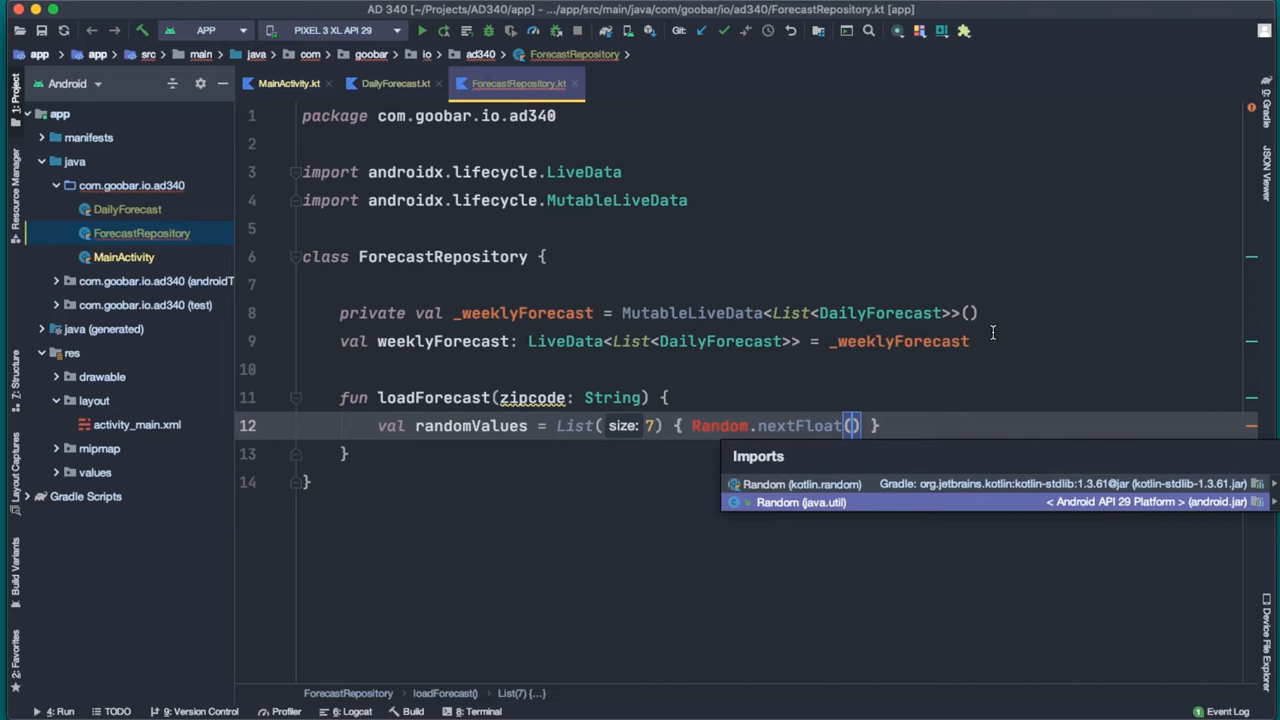 AD 340 [~/Projects/AD340/app] - .../app/src/main/java/com/goobar/io/ad340/ForecastRepository.kt [app]
APP PIXEL 3 XL API 29 Git:
app app src main java com goobar io ad340 ForecastRepository.kt
Android MainActivity.kt DailyForecast.kt ForecastRepository.kt
1: Project
Resource Manager
7: Structure
Layout Captures
Build Variants
2: Favorites
app
manifests
java
com.goobar.io.ad340
DailyForecast
ForecastRepository
MainActivity
com.goobar.io.ad340 (androidT
com.goobar.io.ad340 (test)
java (generated)
res
drawable
layout
activity_main.xml
mipmap
values
Gradle Scripts
1 package com.goobar.io.ad340
2
3 import androidx.lifecycle.LiveData
4 import androidx.lifecycle.MutableLiveData
5
6 class ForecastRepository {
7
8 private val _weeklyForecast = MutableLiveData<List<DailyForecast>>()
9 val weeklyForecast: LiveData<List<DailyForecast>> = _weeklyForecast
10
11 fun loadForecast(zipcode: String) {
12 val randomValues = List( size: 7) { Random.nextFloat() }
13 }
14 }
Imports
Random (kotlin.random) Gradle: org.jetbrains.kotlin:kotlin-stdlib:1.3.61@jar (kotlin-stdlib-1.3.61.jar)
Random (java.util) < Android API 29 Platform > (android.jar)
Gradle
JSON Viewer
Device File Explorer
ForecastRepository loadForecast() List(7) {...}
4: Run TODO 9: Version Control Profiler 6: Logcat Build 8: Terminal Event Log